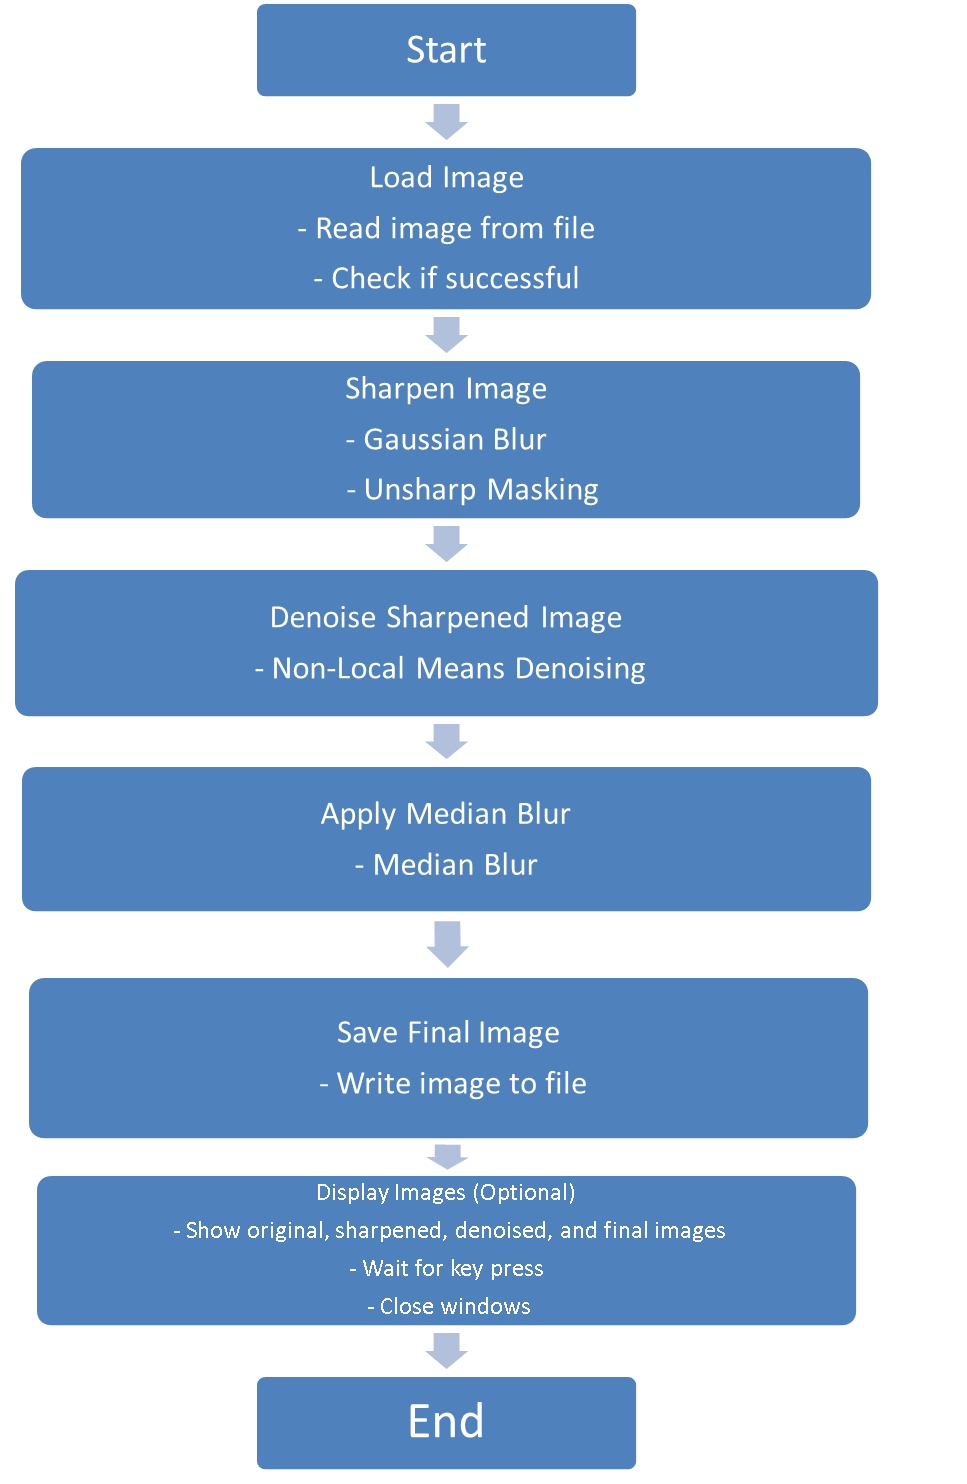 Start
Load Image
- Read image from file
- Check if successful
Sharpen Image
- Gaussian Blur
- Unsharp Masking
Denoise Sharpened Image
- Non-Local Means Denoising
Apply Median Blur
- Median Blur
Save Final Image
- Write image to file
Display Images (Optional)
- Show original, sharpened, denoised, and final images
- Wait for key press
- Close windows
End